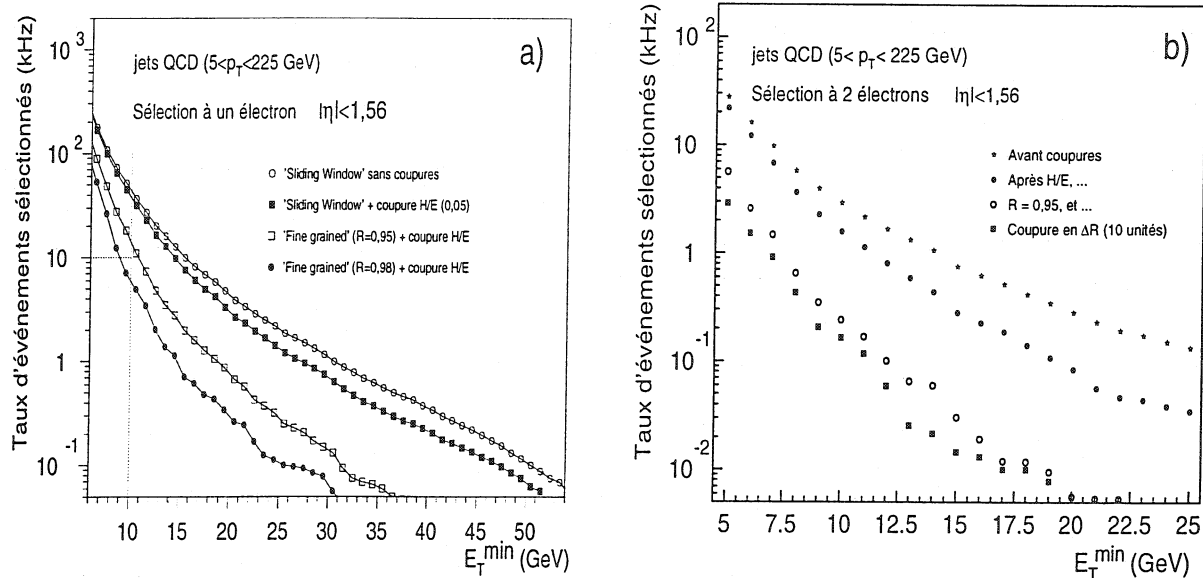 a)
jets QCD (5<p_T<225 GeV)
Sélection à un électron |η|<1,56
'Sliding Window' sans coupures
'Sliding Window' + coupure H/E (0,05)
'Fine grained' (R=0,95) + coupure H/E
'Fine grained' (R=0,98) + coupure H/E
Taux d'événements sélectionnés (kHz)
10^3
10^2
10
1
10^-1
10 15 20 25 30 35 40 45 50
E_T^min (GeV)
b)
jets QCD (5< p_T < 225 GeV)
Sélection à 2 électrons |η|<1,56
Avant coupures
Après H/E, ...
R = 0,95, et ...
Coupure en ΔR (10 unités)
Taux d'événements sélectionnés (kHz)
10^2
10
1
10^-1
10^-2
5 7.5 10 12.5 15 17.5 20 22.5 25
E_T^min (GeV)